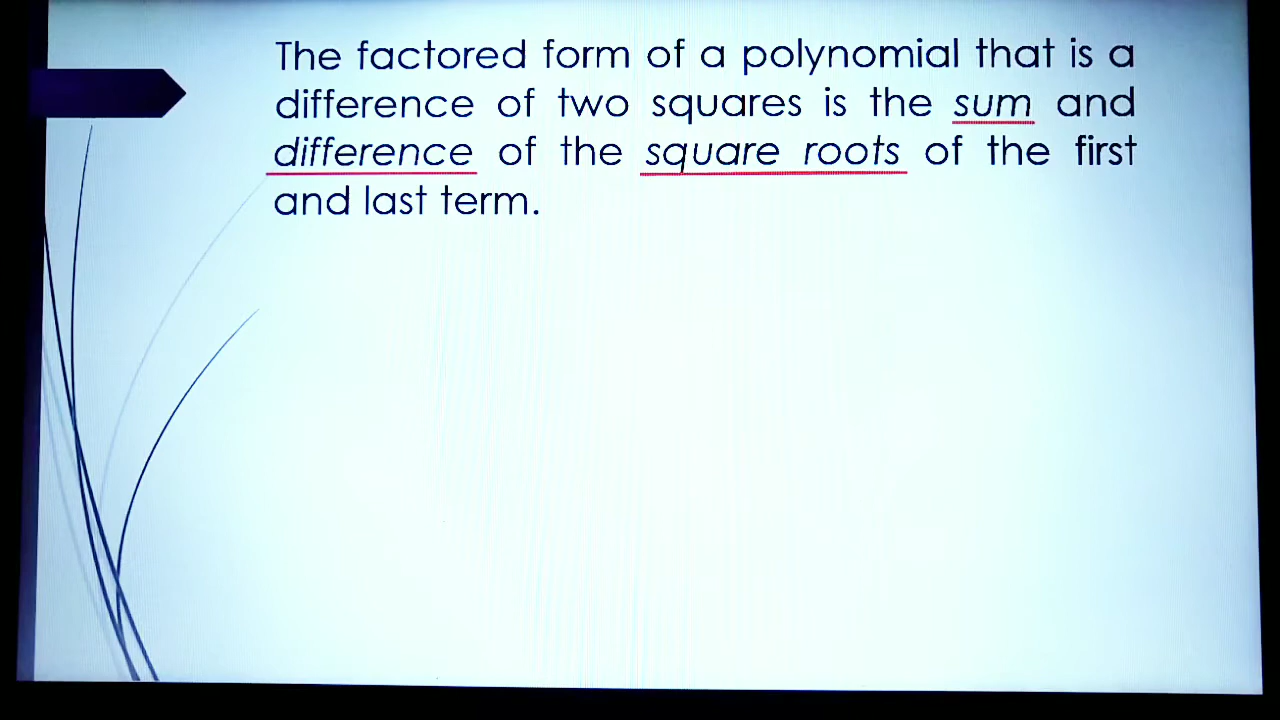 The factored form of a polynomial that is a
difference of two squares is the sum and
difference of the square roots of the first
and last term.